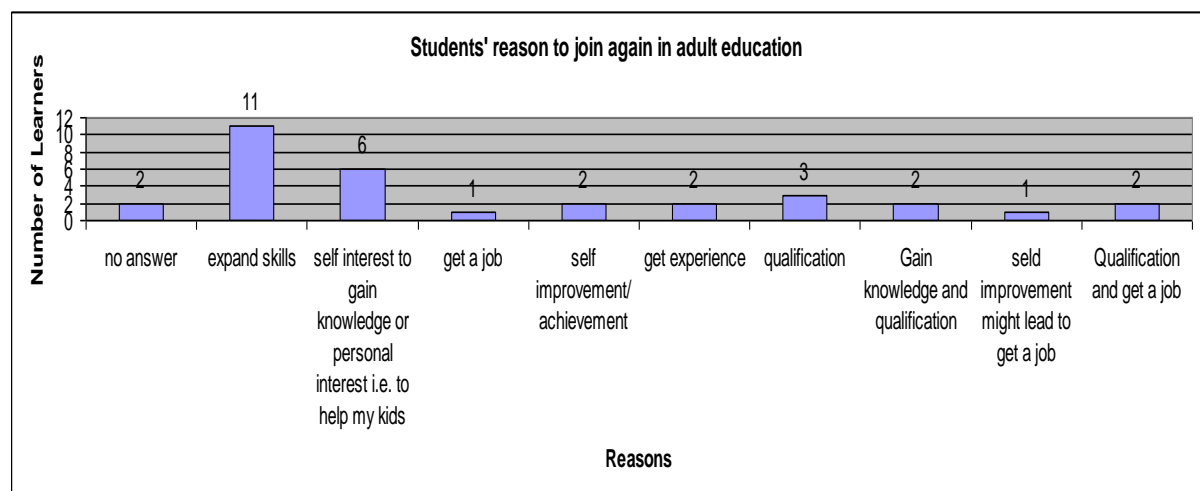 Students' reason to join again in adult education
Number of Learners
12
10
8
6
4
2
0
2
11
6
1
2
2
3
2
1
2
no answer
expand skills
self interest to
gain
knowledge or
personal
interest i.e. to
help my kids
get a job
self
improvement/
achievement
get experience
qualification
Gain
knowledge and
qualification
seld
improvement
might lead to
get a job
Qualification
and get a job
Reasons